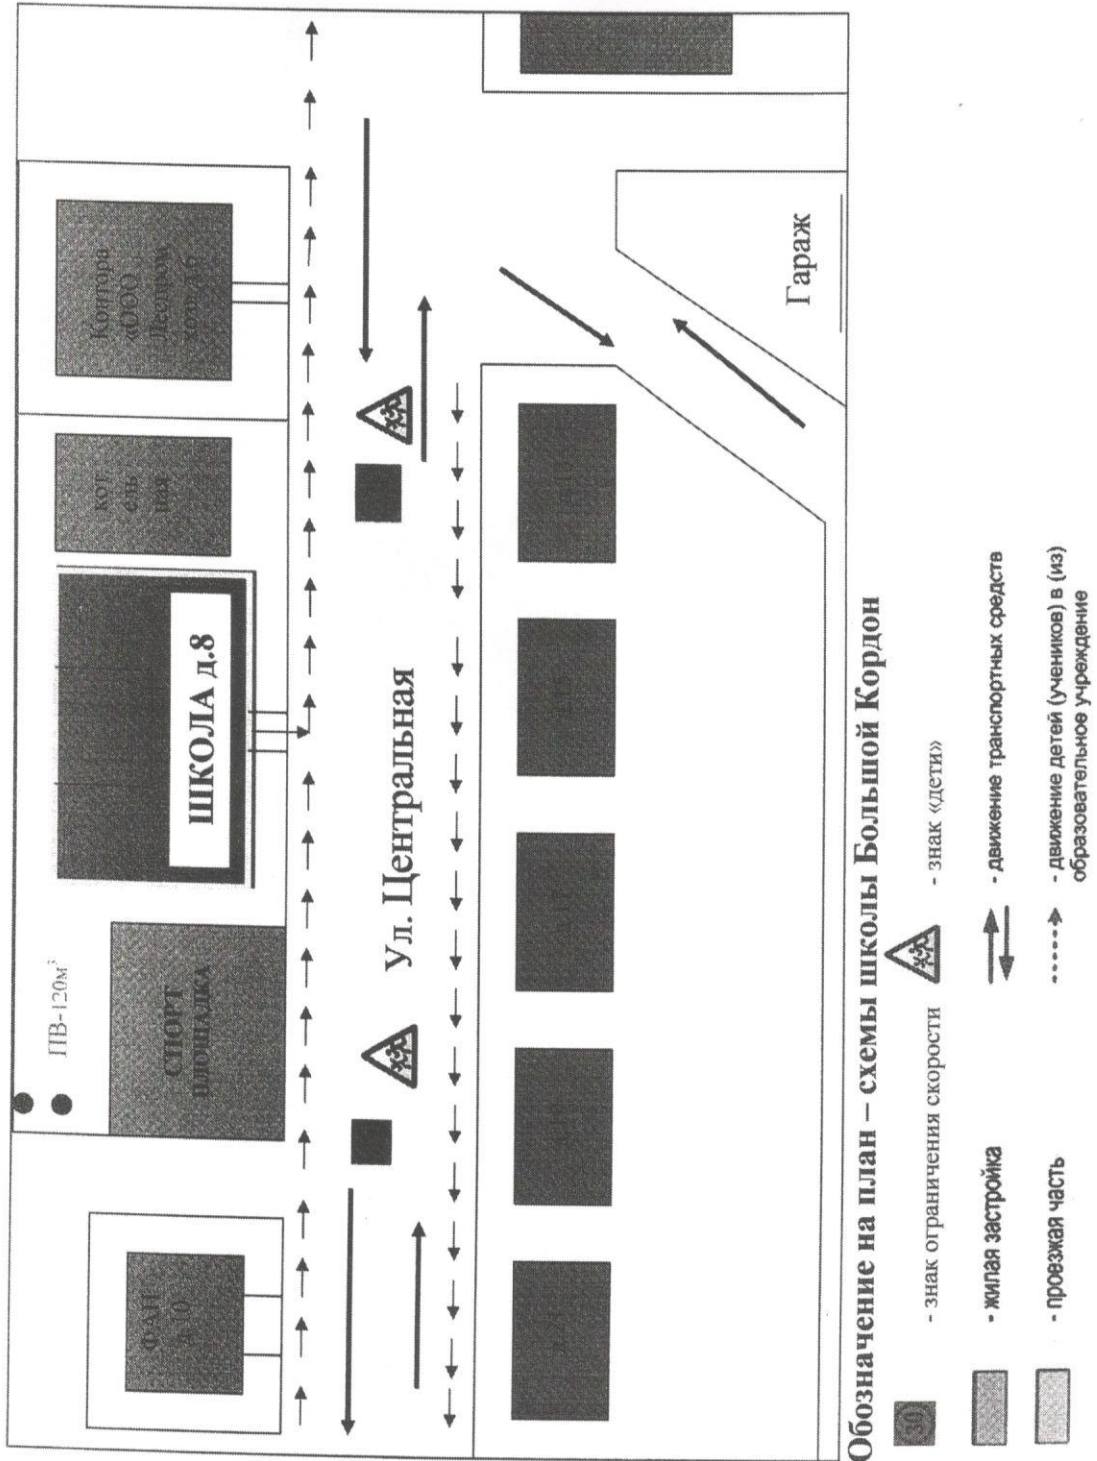 ПВ-120м³
ФАП
д 10
СПОРТ
ПЛОЩАДКА
ШКОЛА д.8
кот
ель
ная
Контора
«ООО
Ул. Центральная
Гараж
Обозначение на план – схемы школы Большой Кордон
30
- знак ограничения скорости
- знак «дети»
- жилая застройка
- движение транспортных средств
- проезжая часть
- движение детей (учеников) в (из)
образовательное учреждение